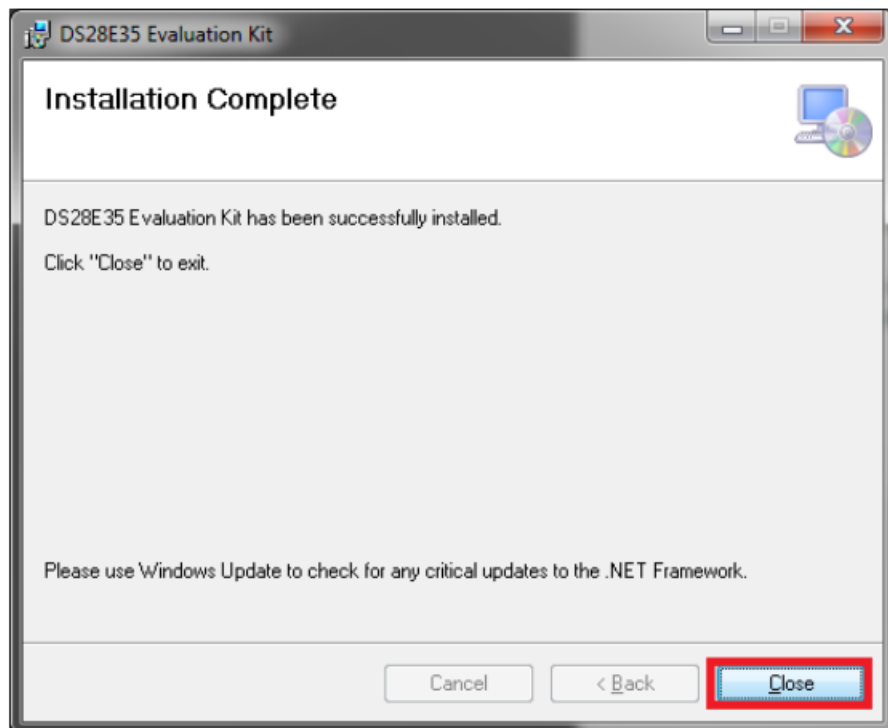 DS28E35 Evaluation Kit
Installation Complete
DS28E35 Evaluation Kit has been successfully installed.
Click "Close" to exit.
Please use Windows Update to check for any critical updates to the .NET Framework.
Cancel
< Back
Close